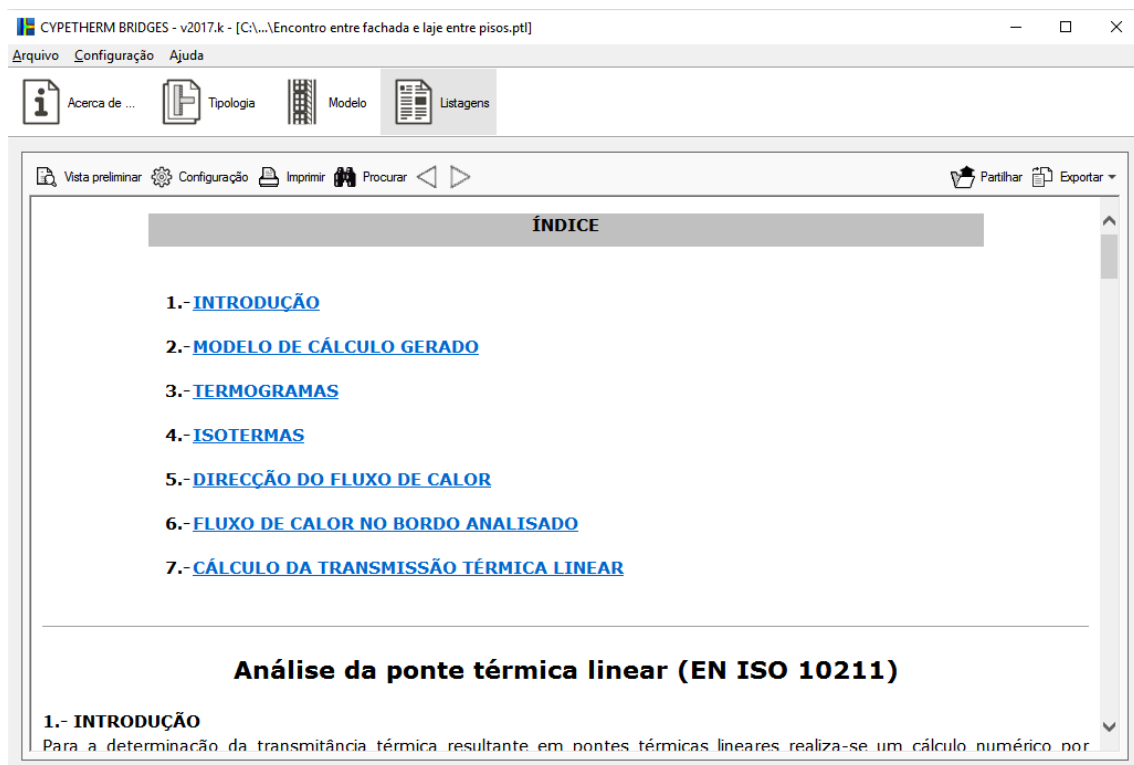 CYPETHERM BRIDGES - v2017.k - [C:\...\Encontro entre fachada e laje entre pisos.ptl]
Arquivo Configuração Ajuda
Acerca de ... Tipologia Modelo Listagens
Vista preliminar Configuração Imprimir Procurar Partilhar Exportar
ÍNDICE
1.- INTRODUÇÃO
2.- MODELO DE CÁLCULO GERADO
3.- TERMOGRAMAS
4.- ISOTERMAS
5.- DIRECÇÃO DO FLUXO DE CALOR
6.- FLUXO DE CALOR NO BORDO ANALISADO
7.- CÁLCULO DA TRANSMISSÃO TÉRMICA LINEAR
Análise da ponte térmica linear (EN ISO 10211)
1.- INTRODUÇÃO
Para a determinação da transmitância térmica resultante em pontes térmicas lineares realiza-se um cálculo numérico por